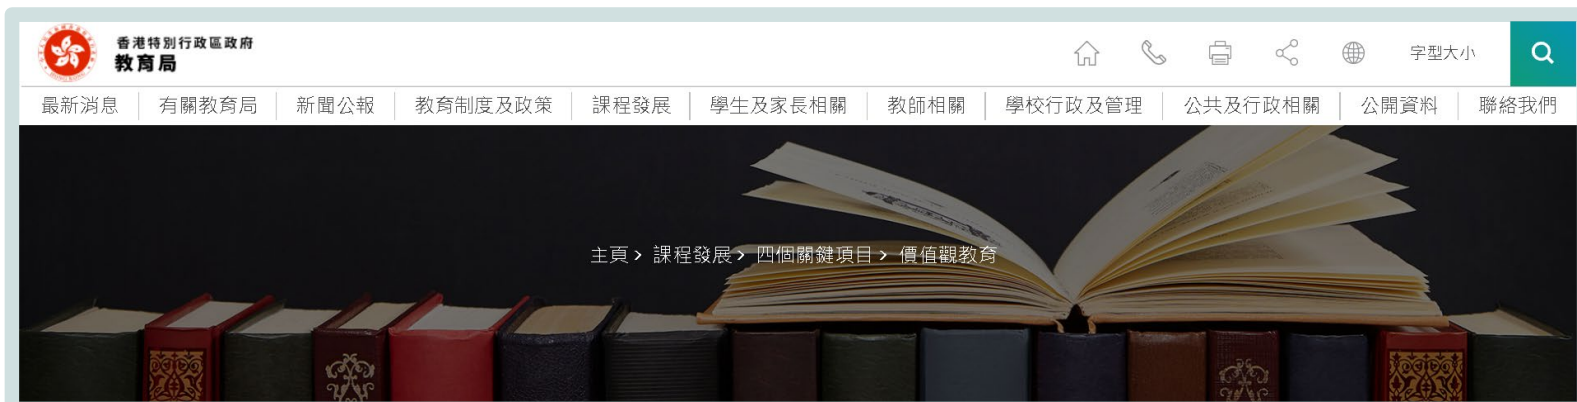 香港特別行政區政府
教育局
字型大小
最新消息 有關教育局 新聞公報 教育制度及政策 課程發展 學生及家長相關 教師相關 學校行政及管理 公共及行政相關 公開資料 聯絡我們
主頁 > 課程發展 > 四個關鍵項目 > 價值觀教育